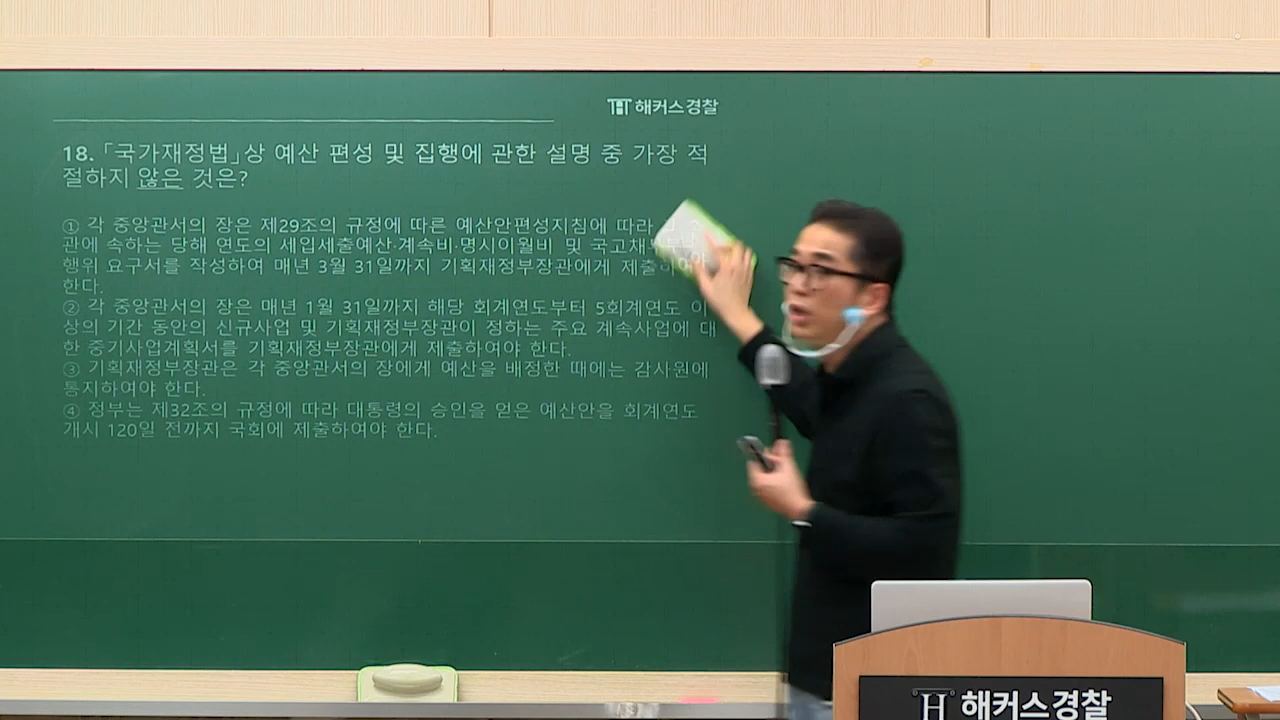 해커스경찰
18. 「국가재정법」상 예산 편성 및 집행에 관한 설명 중 가장 적
절하지 않은 것은?
① 각 중앙관서의 장은 제29조의 규정에 따른 예산안편성지침에 따라
관에 속하는 당해 연도의 세입세출예산·계속비·명시이월비 및 국고채무부담
행위 요구서를 작성하여 매년 3월 31일까지 기획재정부장관에게 제출하여야
한다.
② 각 중앙관서의 장은 매년 1월 31일까지 해당 회계연도부터 5회계연도 이
상의 기간 동안의 신규사업 및 기획재정부장관이 정하는 주요 계속사업에 대
한 중기사업계획서를 기획재정부장관에게 제출하여야 한다.
③ 기획재정부장관은 각 중앙관서의 장에게 예산을 배정한 때에는 감사원에
통지하여야 한다.
④ 정부는 제32조의 규정에 따라 대통령의 승인을 얻은 예산안을 회계연도
개시 120일 전까지 국회에 제출하여야 한다.
해커스경찰